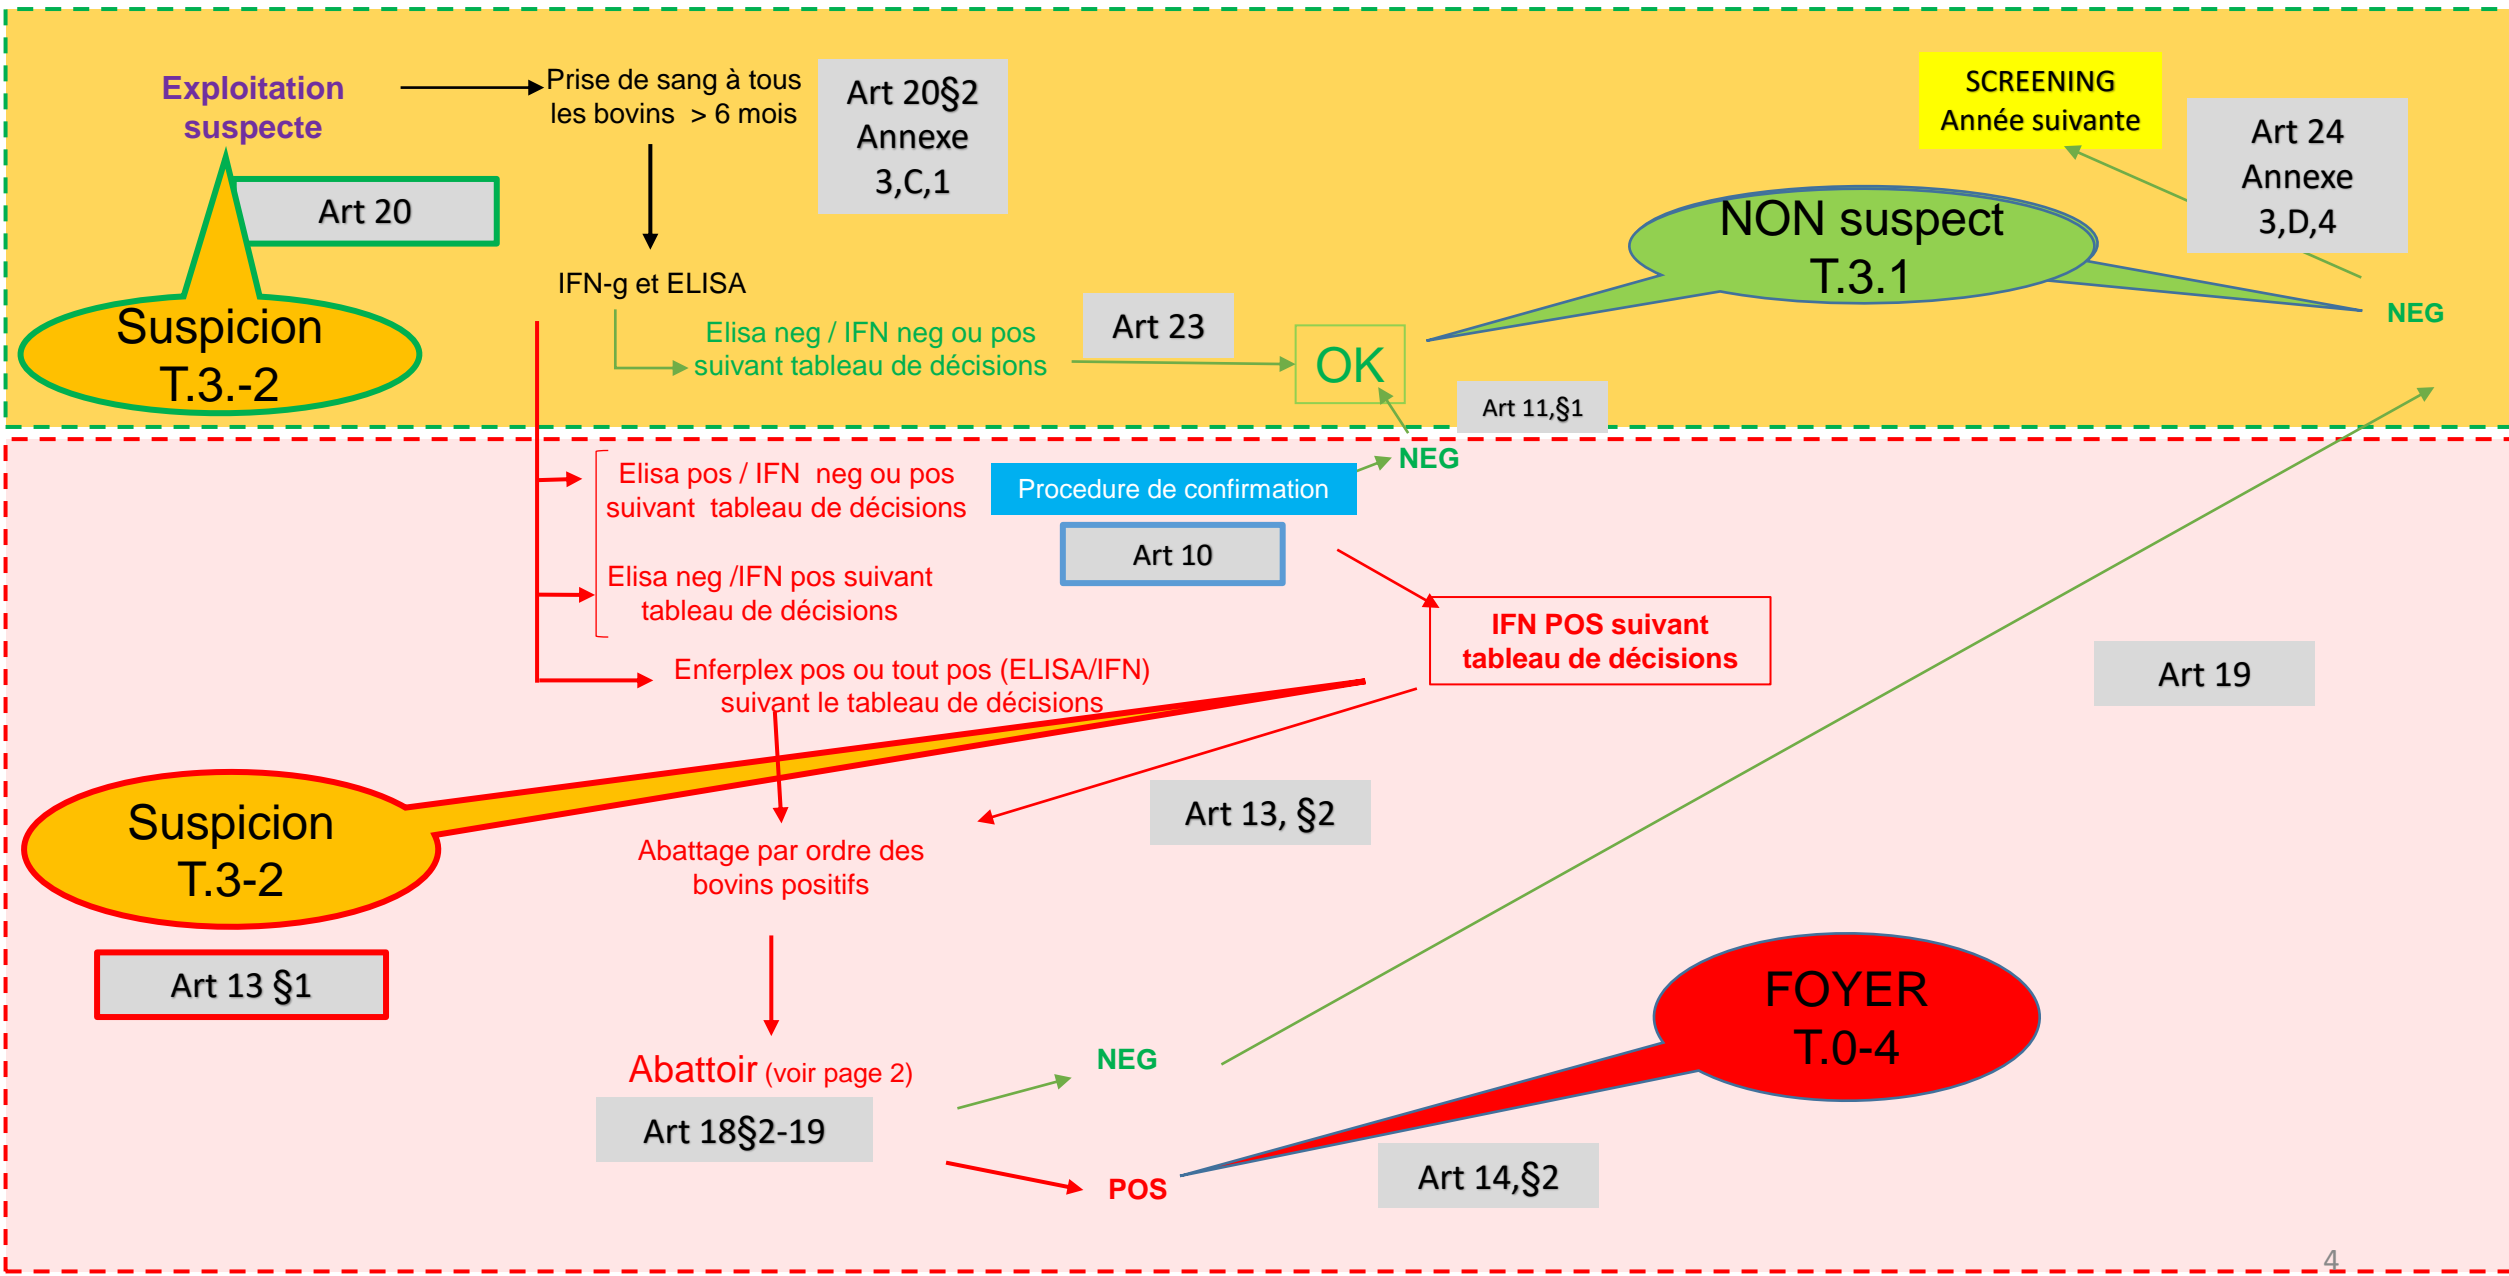 Exploitation
suspecte
Prise de sang à tous
les bovins > 6 mois
Art 20§2
Annexe
3,C,1
SCREENING
Année suivante
Art 24
Annexe
3,D,4
Art 20
NON suspect
T.3.1
IFN-g et ELISA
Suspicion
T.3.-2
Elisa neg / IFN neg ou pos
suivant tableau de décisions
Art 23
OK
NEG
Art 11,§1
Elisa pos / IFN neg ou pos
suivant tableau de décisions
Procedure de confirmation
NEG
Art 10
Elisa neg /IFN pos suivant
tableau de décisions
IFN POS suivant
tableau de décisions
Enferplex pos ou tout pos (ELISA/IFN)
suivant le tableau de décisions
Art 19
Art 13, §2
Suspicion
T.3-2
Abattage par ordre des
bovins positifs
Art 13 §1
FOYER
T.0-4
Abattoir (voir page 2)
NEG
Art 18§2-19
POS
Art 14,§2
4